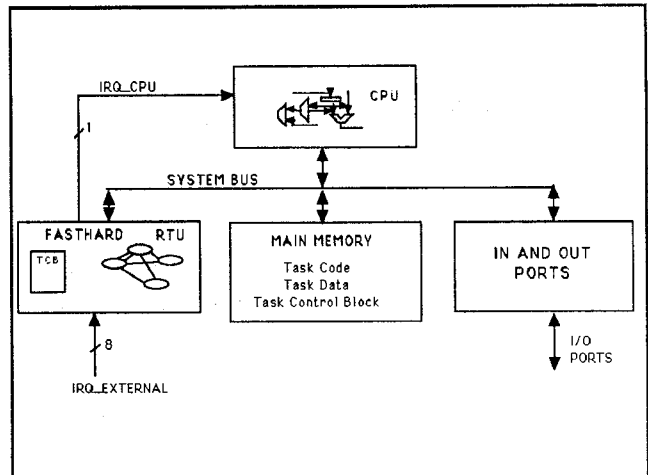 IRQ_CPU
CPU
1
SYSTEM BUS
FASTHARD RTU
TCB
MAIN MEMORY
Task Code
Task Data
Task Control Block
IN AND OUT
PORTS
8
I/O
PORTS
IRQ_EXTERNAL